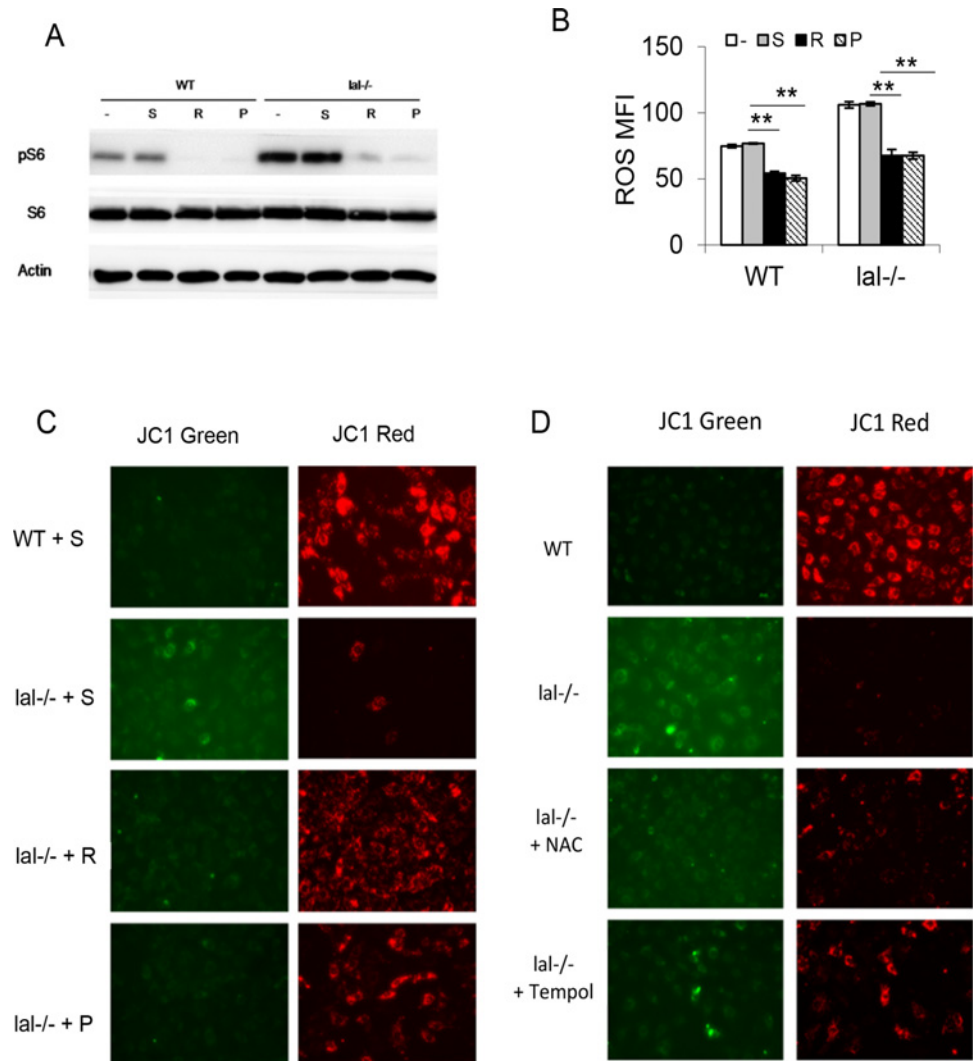 A
WT lal-/-
- S R P - S R P
pS6
S6
Actin
B
- S R P
150
100
50
0
ROS MFI
** **
** **
WT lal-/-
C
JC1 Green JC1 Red
WT + S
lal-/- + S
lal-/- + R
lal-/- + P
D
JC1 Green JC1 Red
WT
lal-/-
lal-/-
+ NAC
lal-/-
+ Tempol